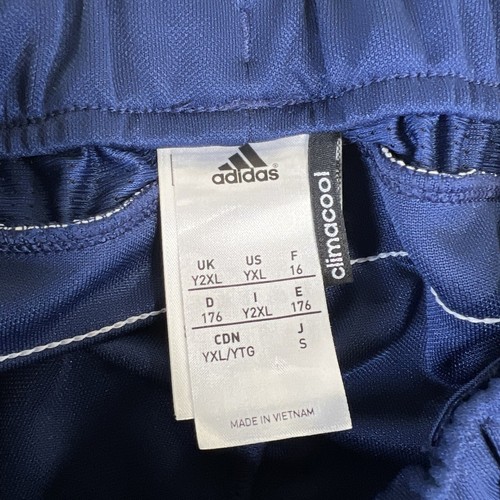 adidas
climacool
UK US F
Y2XL YXL 16
D I E
176 Y2XL 176
CDN J
YXL/YTG S
MADE IN VIETNAM